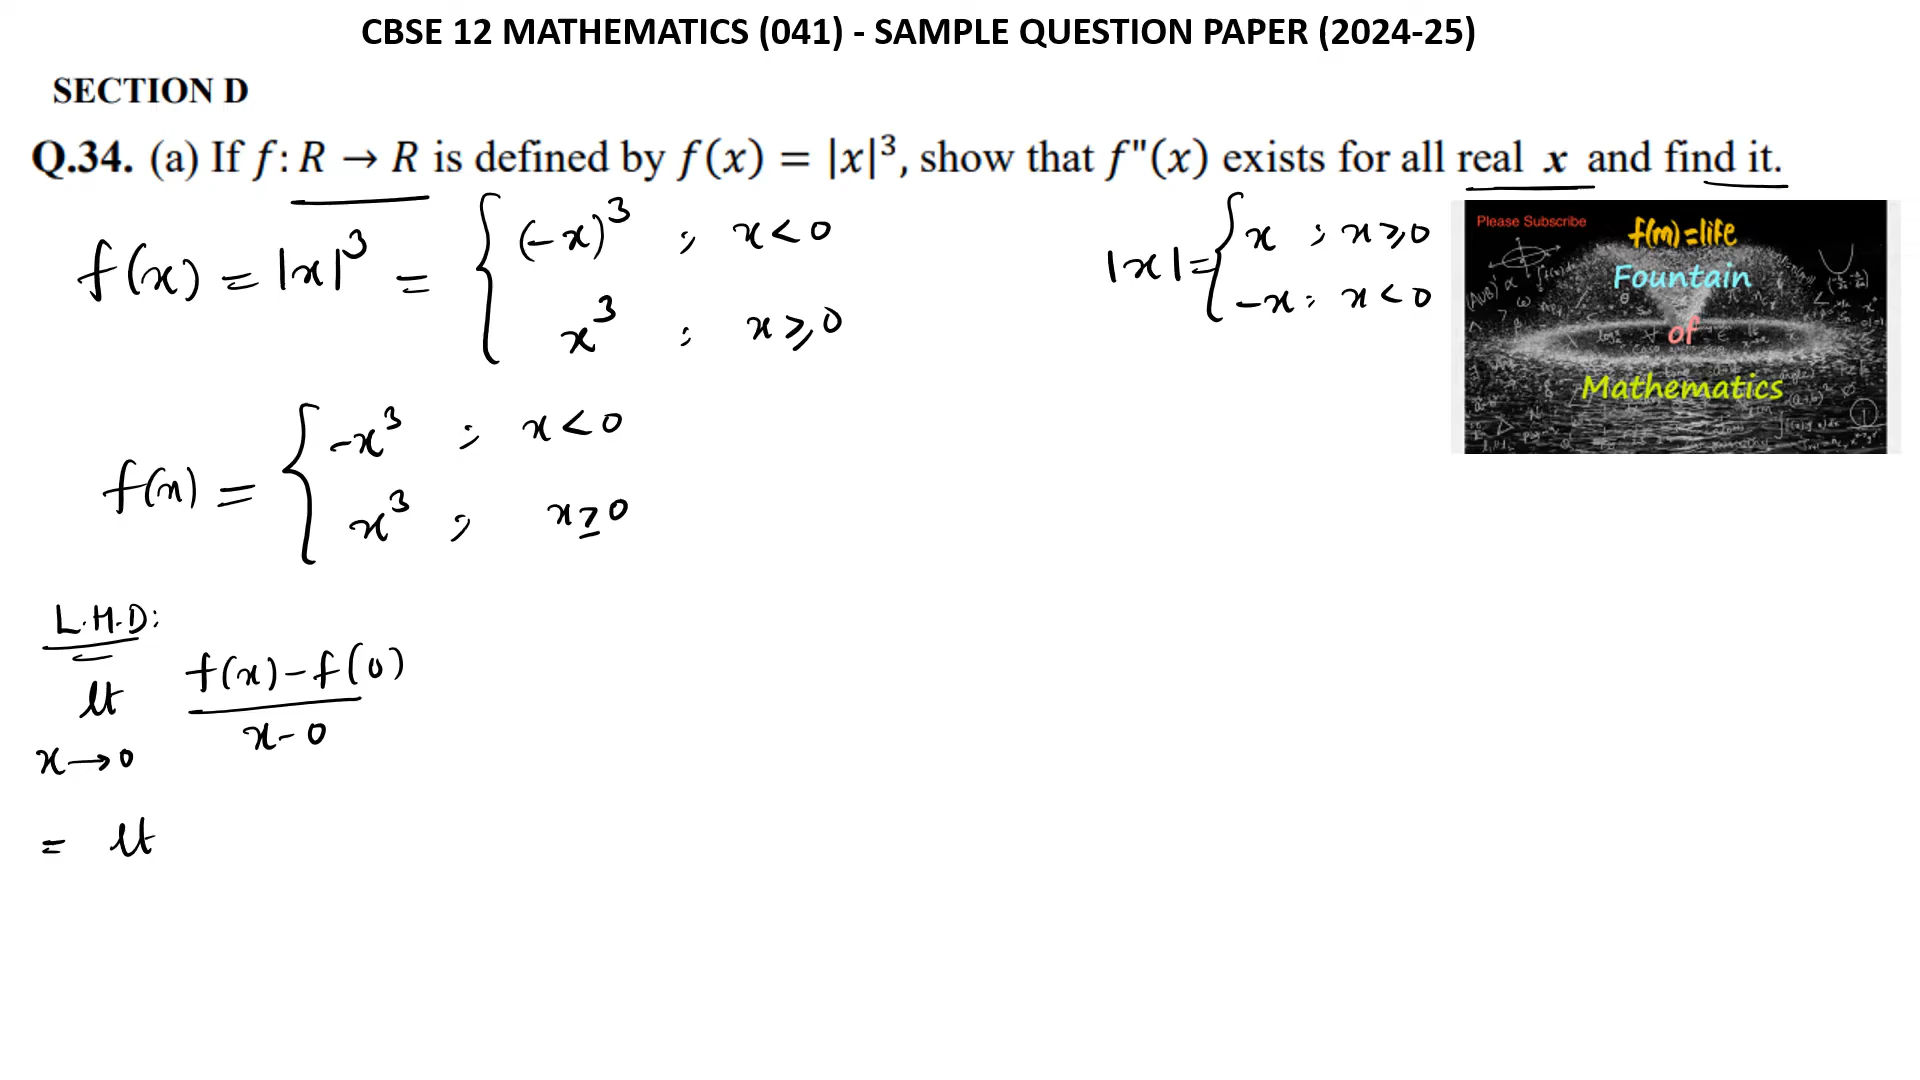 CBSE 12 MATHEMATICS (041) - SAMPLE QUESTION PAPER (2024-25)
SECTION D
Q.34. (a) If f: R → R is defined by f(x) = |x|³, show that f"(x) exists for all real x and find it.
f(x) = |x|³ = { (-x)³ ; x < 0
x³ ; x ≥ 0
|x| = { x ; x ≥ 0
-x ; x < 0
Please Subscribe
f(m)=life
Fountain
of
Mathematics
f(x) = { -x³ ; x < 0
x³ ; x ≥ 0
L.H.D:
lt f(x) - f(0)
x - 0
x → 0
= lt